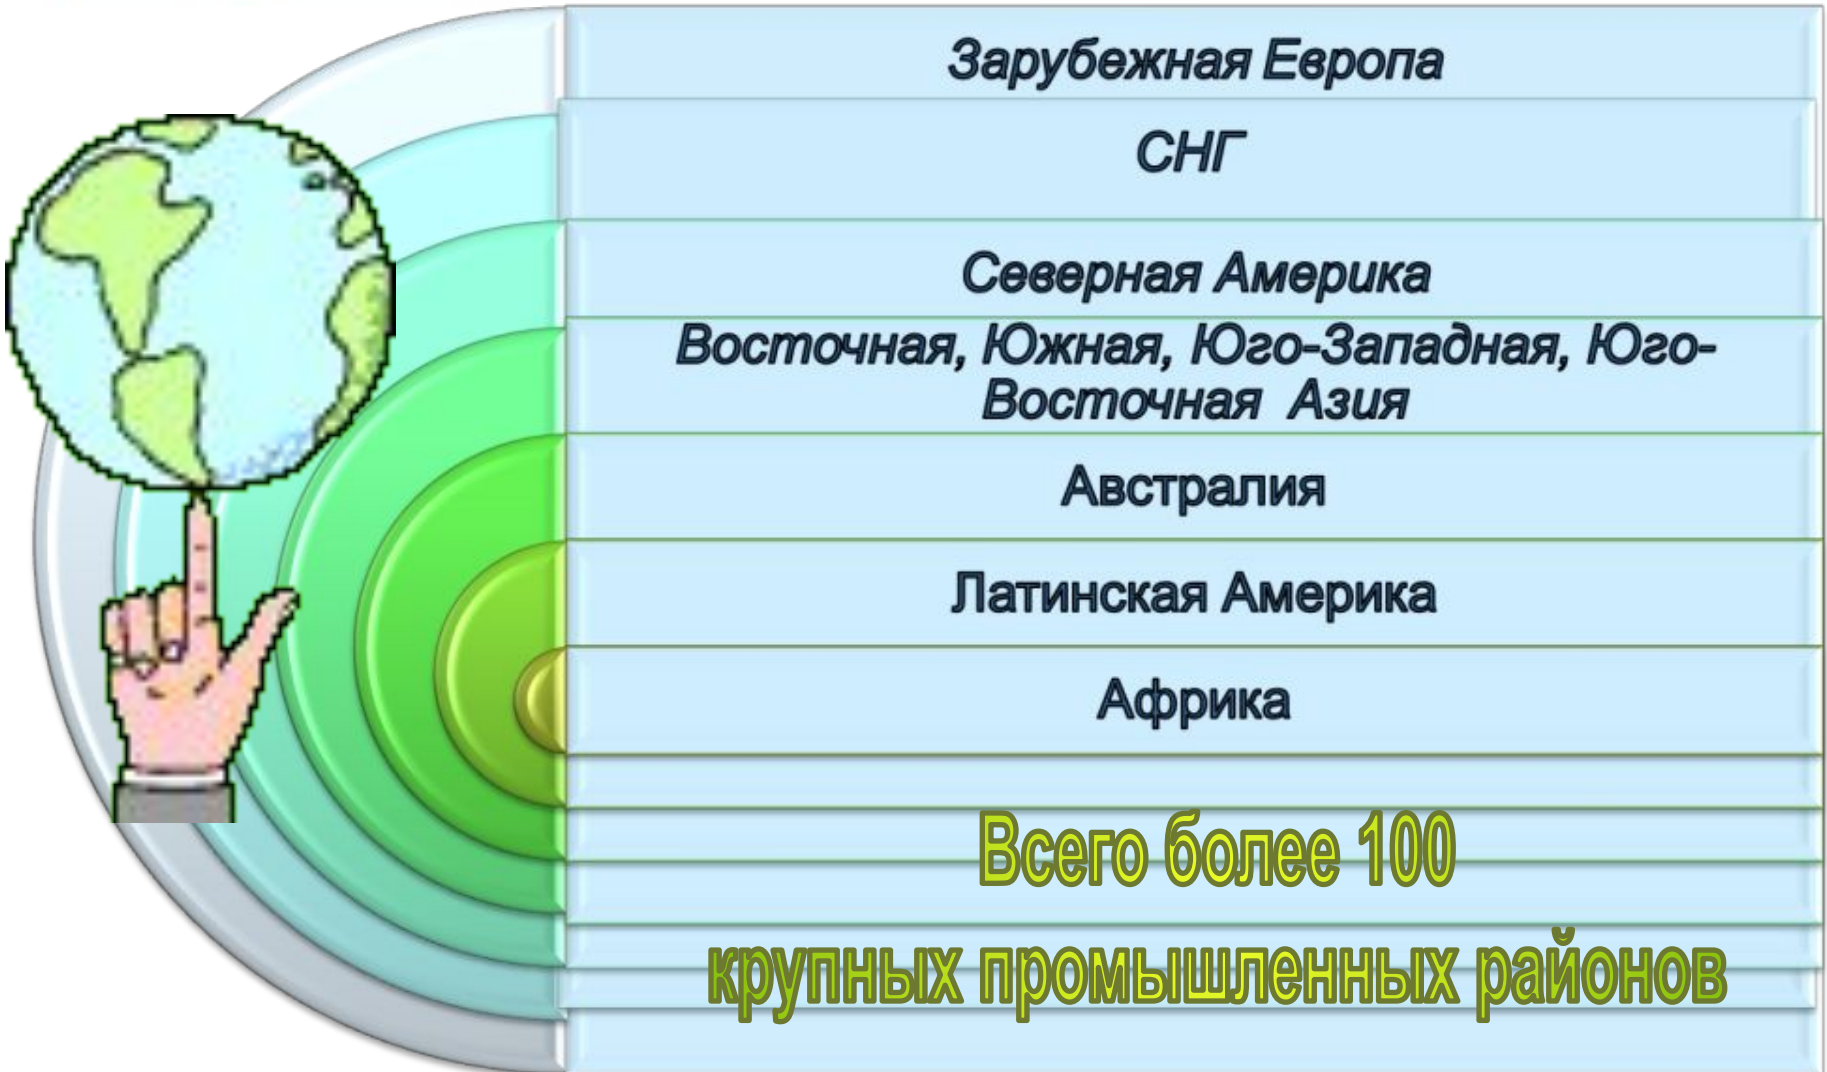 Зарубежная Европа
СНГ
Северная Америка
Восточная, Южная, Юго-Западная, Юго-
Восточная Азия
Австралия
Латинская Америка
Африка
Всего более 100
крупных промышленных районов